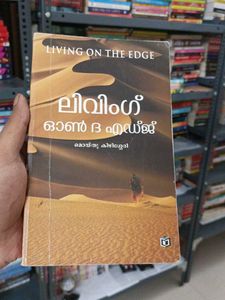 LIVING ON THE EDGE
ലിവിംഗ്
ഓൺ ദ എഡ്ജ്
മൊയ്തു കിഴിശ്ശേരി